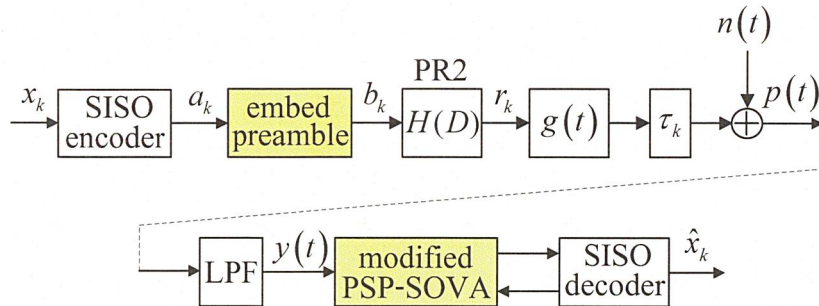 n(t)
PR2
x_k SISO encoder a_k embed preamble b_k H(D) r_k g(t) τ_k p(t)
LPF y(t) modified PSP-SOVA SISO decoder x̂_k